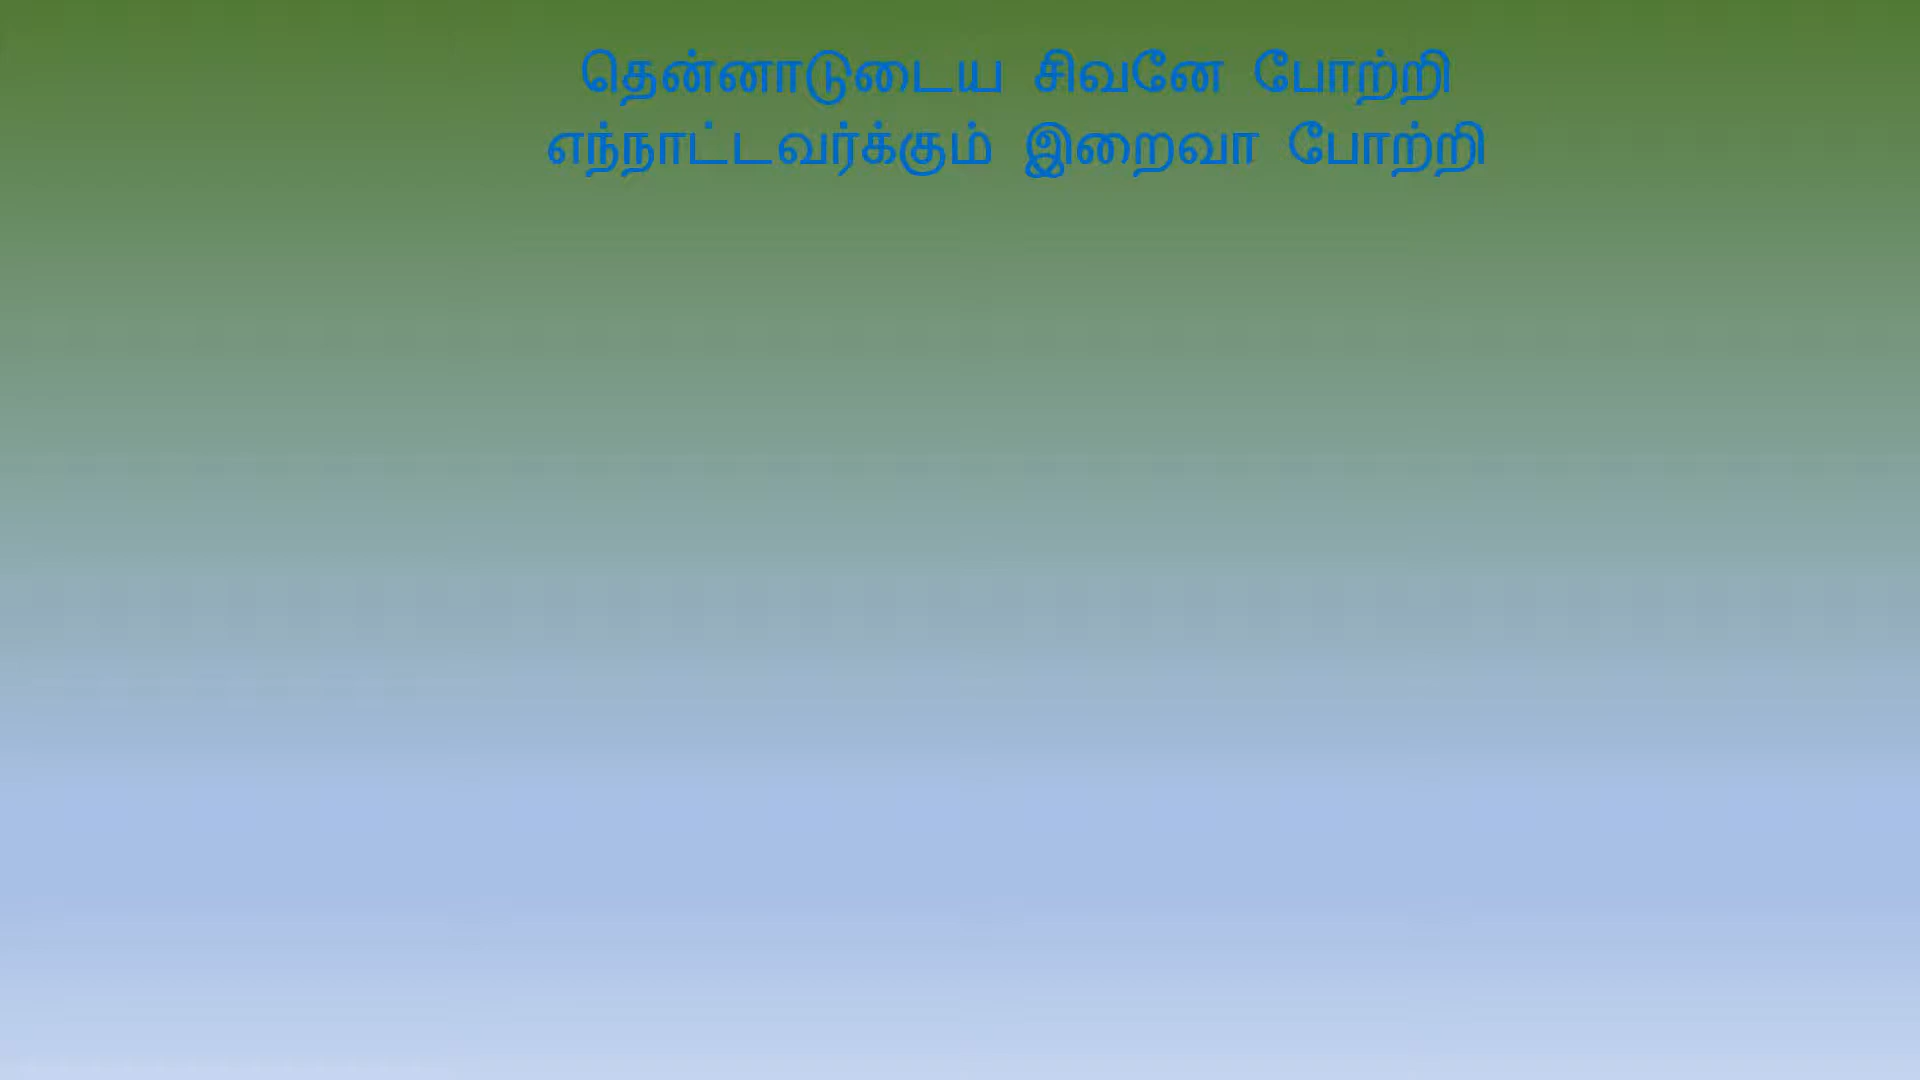 தென்னாடுடைய சிவனே போற்றி
எந்நாட்டவர்க்கும் இறைவா போற்றி